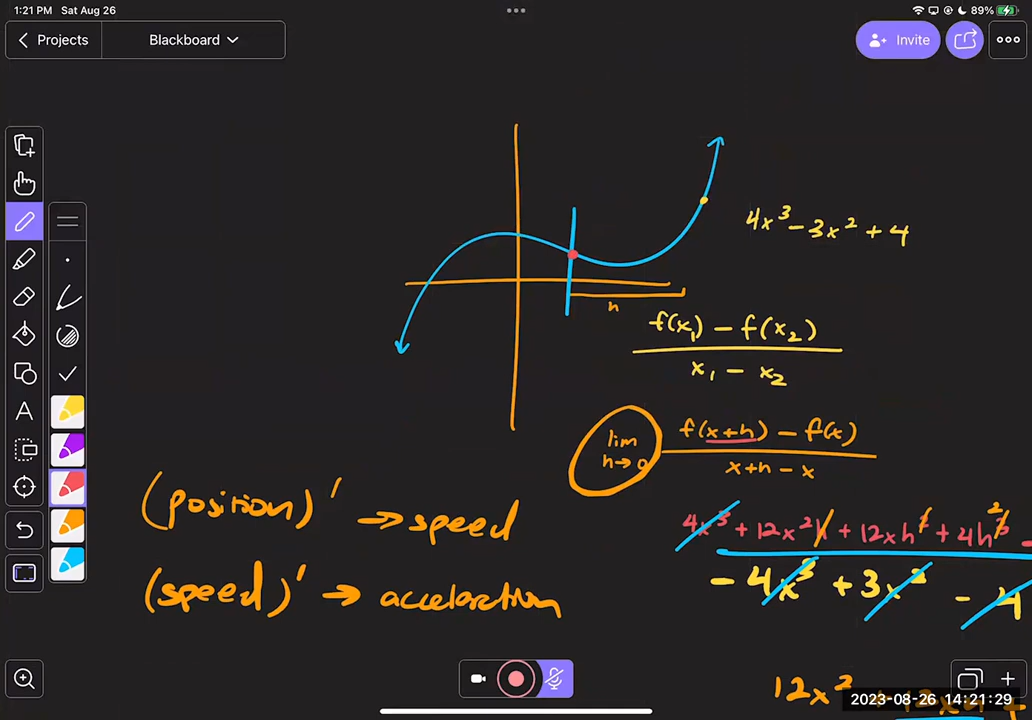 1:21 PM Sat Aug 26
89%
Projects
Blackboard
Invite
4x³ - 3x² + 4
h
f(x₁) - f(x₂)
x₁ - x₂
lim
h→0
f(x+h) - f(x)
x+h - x
(position)' → speed
4x³ + 12x²h + 12xh² + 4h³ -
- 4x³ + 3x² - 4
(speed)' → acceleration
A
12x²
2023-08-26 14:21:29